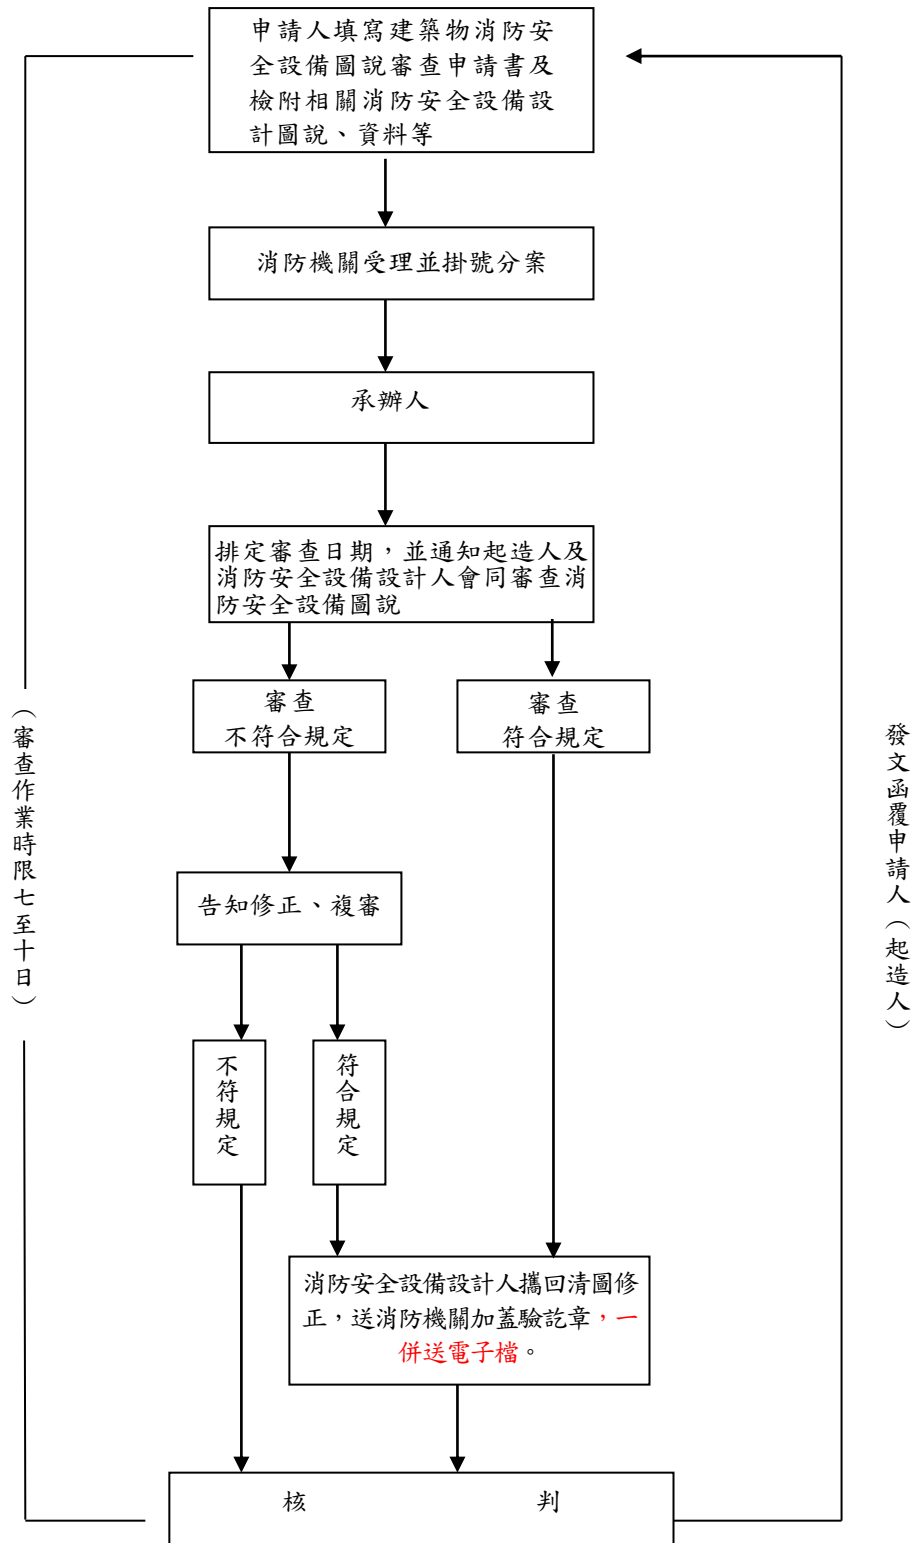 申請人填寫建築物消防安
全設備圖說審查申請書及
檢附相關消防安全設備設
計圖說、資料等
消防機關受理並掛號分案
承辦人
排定審查日期，並通知起造人及
消防安全設備設計人會同審查消
防安全設備圖說
審查
不符合規定
審查
符合規定
告知修正、複審
不符規定
符合規定
消防安全設備設計人攜回清圖修
正，送消防機關加蓋驗訖章，一
併送電子檔。
核 判
（審查作業時限七至十日）
發文函覆申請人（起造人）